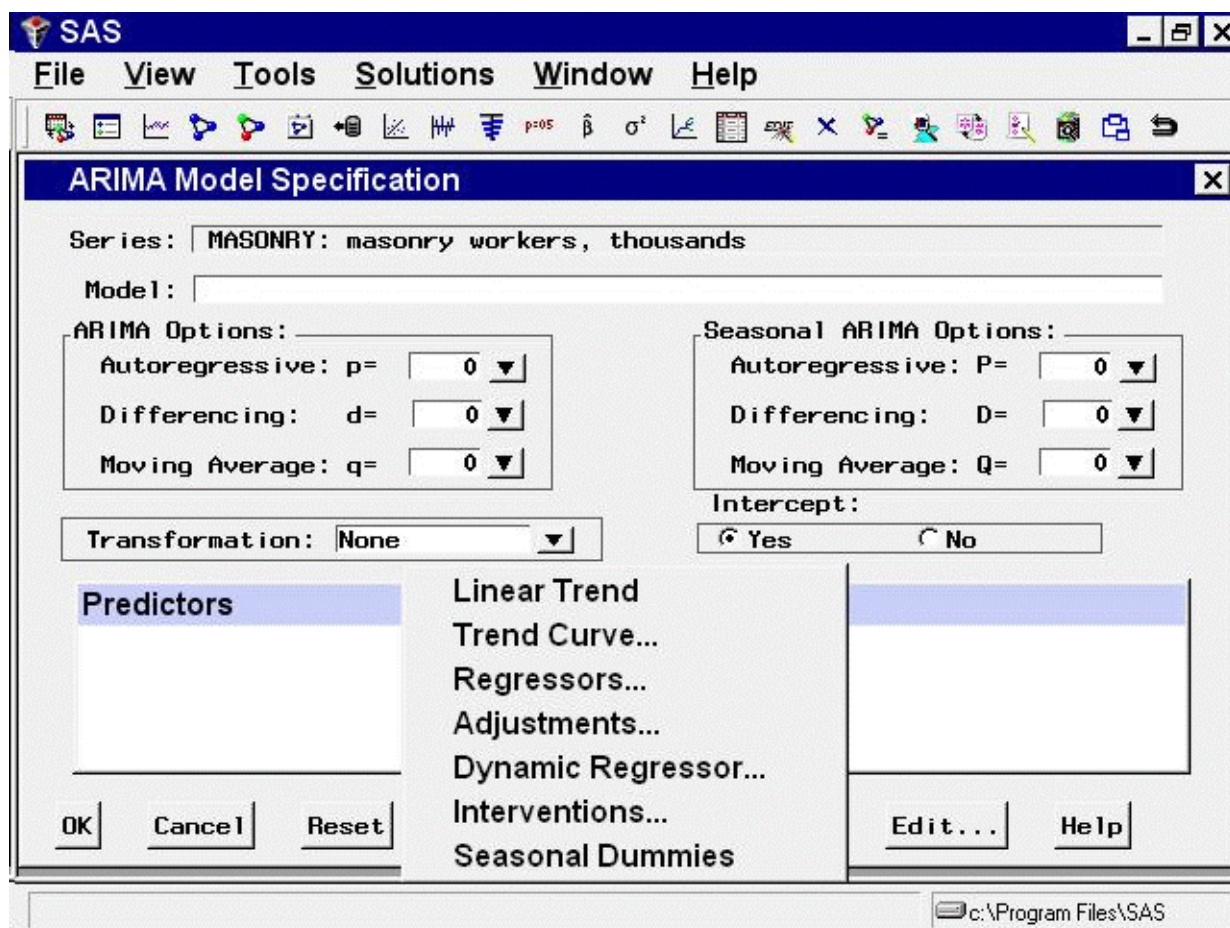 SAS
File View Tools Solutions Window Help
p=05 β̂ σ²
ARIMA Model Specification
Series: MASONRY: masonry workers, thousands
Model:
ARIMA Options:
Autoregressive: p= 0
Differencing: d= 0
Moving Average: q= 0
Seasonal ARIMA Options:
Autoregressive: P= 0
Differencing: D= 0
Moving Average: Q= 0
Transformation: None
Intercept:
Yes No
Predictors
Linear Trend
Trend Curve...
Regressors...
Adjustments...
Dynamic Regressor...
Interventions...
Seasonal Dummies
OK Cancel Reset Edit... Help
c:\Program Files\SAS